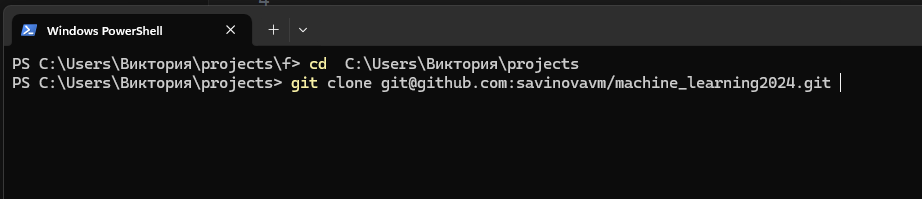 Windows PowerShell
PS C:\Users\Виктория\projects\f> cd  C:\Users\Виктория\projects
PS C:\Users\Виктория\projects> git clone git@github.com:savinovavm/machine_learning2024.git